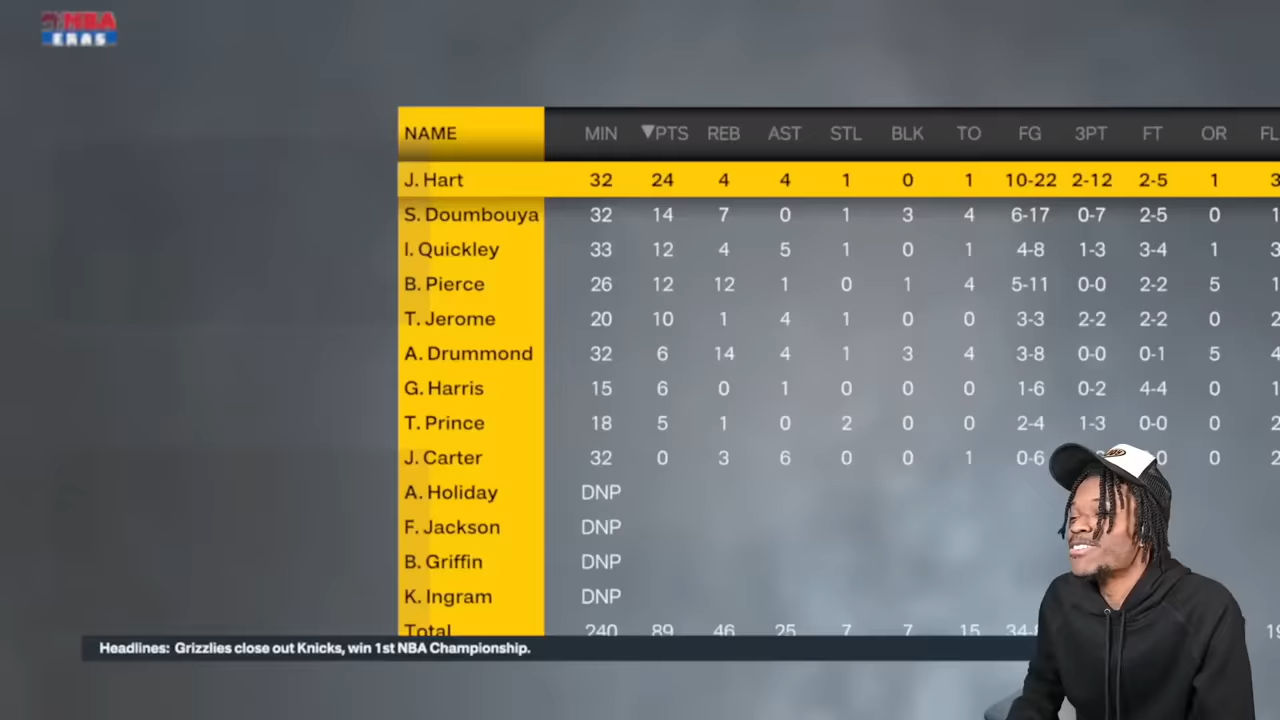 NBA
ERAS
NAME MIN ▼PTS REB AST STL BLK TO FG 3PT FT OR
J. Hart 32 24 4 4 1 0 1 10-22 2-12 2-5 1 3
S. Doumbouya 32 14 7 0 1 3 4 6-17 0-7 2-5 0 1
I. Quickley 33 12 4 5 1 0 1 4-8 1-3 3-4 1 3
B. Pierce 26 12 12 1 0 1 4 5-11 0-0 2-2 5 1
T. Jerome 20 10 1 4 1 0 0 3-3 2-2 2-2 0 2
A. Drummond 32 6 14 4 1 3 4 3-8 0-0 0-1 5 4
G. Harris 15 6 0 1 0 0 0 1-6 0-2 4-4 0 1
T. Prince 18 5 1 0 2 0 0 2-4 1-3 0-0 0 2
J. Carter 32 0 3 6 0 0 1 0-6 0 2
A. Holiday DNP
F. Jackson DNP
B. Griffin DNP
K. Ingram DNP
Total 240 89 46 25 7 7 15
Headlines: Grizzlies close out Knicks, win 1st NBA Championship.